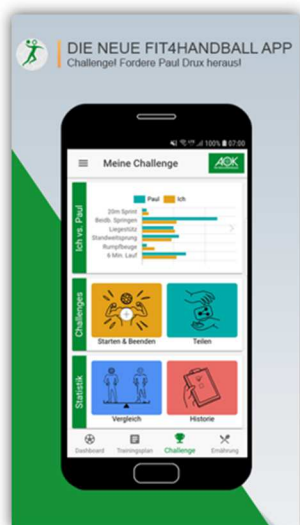 DIE NEUE FIT4HANDBALL APP
Challenge! Fordere Paul Drux heraus!
100% 07:00
Meine Challenge
AOK
Ich vs. Paul
Paul Ich
20m Sprint
Beidb. Springen
Liegestütz
Standweitsprung
Rumpfbeuge
6 Min. Lauf
Challenges
Starten & Beenden
Teilen
Statistik
Vergleich
Historie
Dashboard
Trainingsplan
Challenge
Ernährung